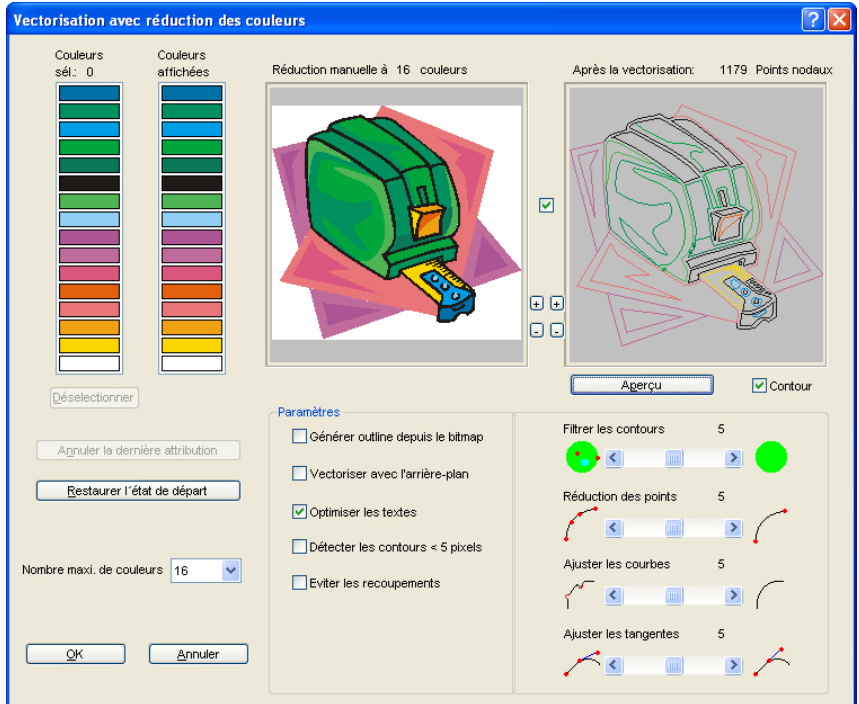 Vectorisation avec réduction des couleurs
Couleurs
sél.: 0
Couleurs
affichées
Réduction manuelle à 16 couleurs
Après la vectorisation: 1179 Points nodaux
+ +
- -
Aperçu
Contour
Désélectionner
Annuler la dernière attribution
Restaurer l´état de départ
Nombre maxi. de couleurs 16
OK
Annuler
Paramètres
Générer outline depuis le bitmap
Vectoriser avec l'arrière-plan
Optimiser les textes
Détecter les contours < 5 pixels
Eviter les recoupements
Filtrer les contours 5
Réduction des points 5
Ajuster les courbes 5
Ajuster les tangentes 5